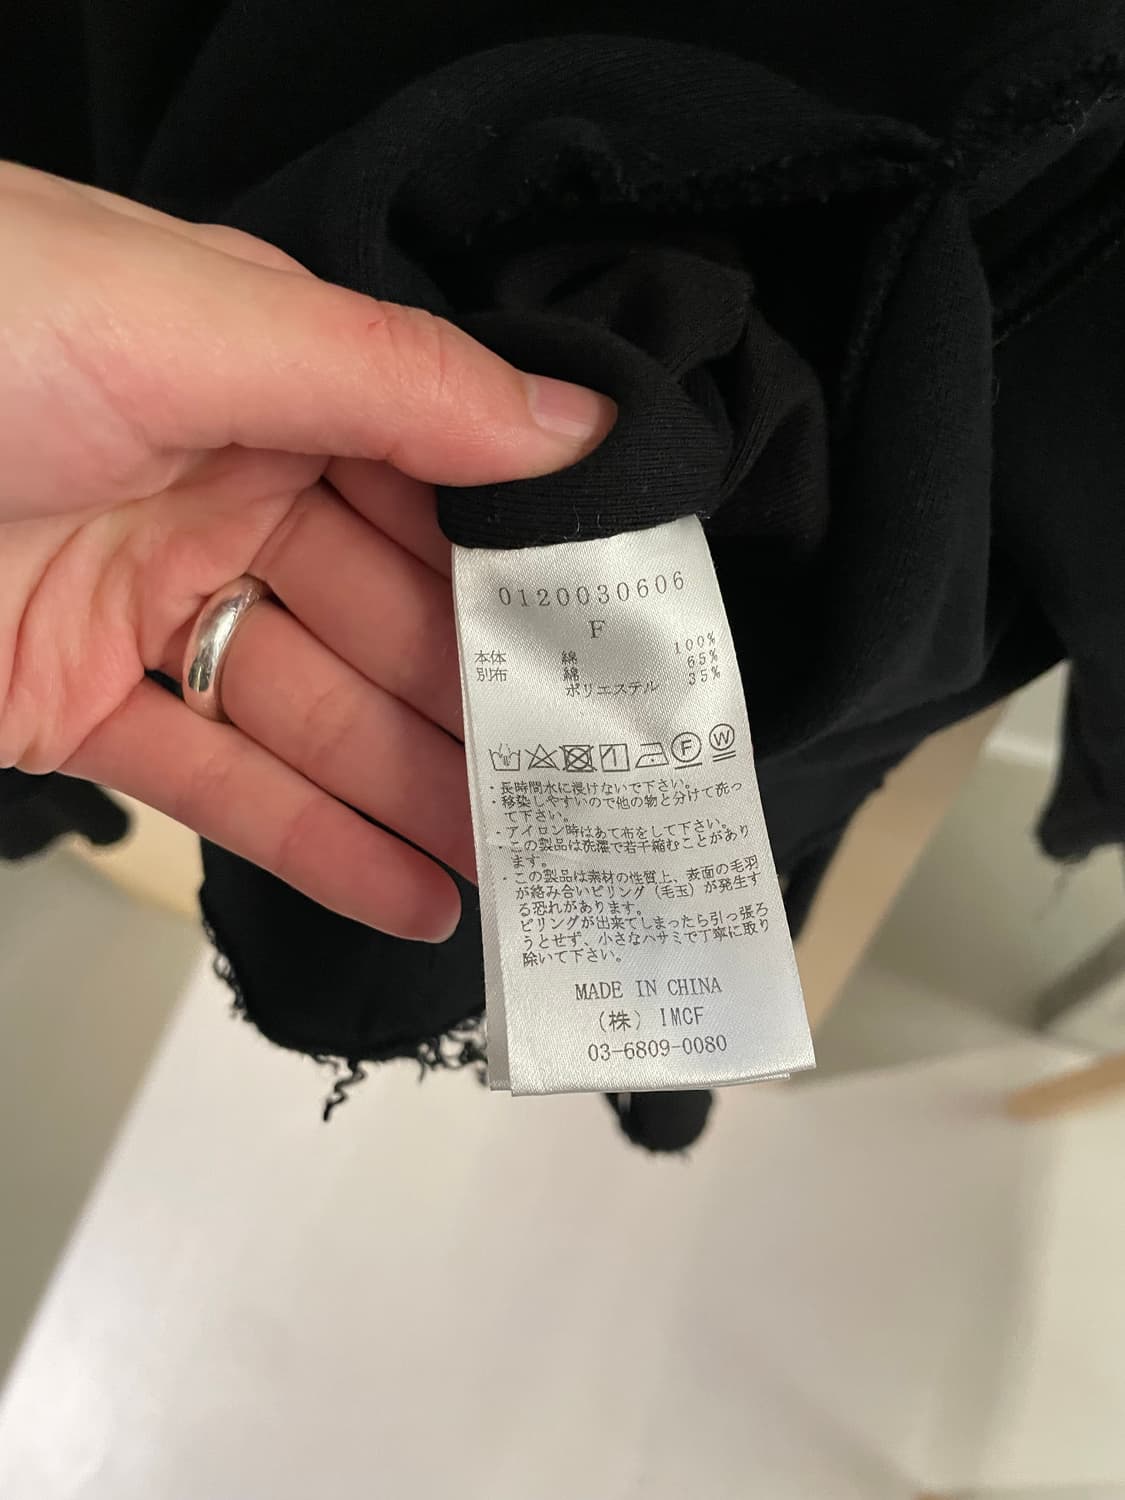 0120030606
F
本体 綿 100%
別布 綿 65%
ポリエステル 35%
F W
・長時間水に浸けないで下さい。
・移染しやすいので他の物と分けて洗っ
て下さい。
・アイロン時はあて布をして下さい。
・この製品は洗濯で若干縮むことがあり
ます。
・この製品は素材の性質上、表面の毛羽
が絡み合いピリング（毛玉）が発生す
る恐れがあります。
ピリングが出来てしまったら引っ張ろ
うとせず、小さなハサミで丁寧に取り
除いて下さい。
MADE IN CHINA
（株）IMCF
03-6809-0080